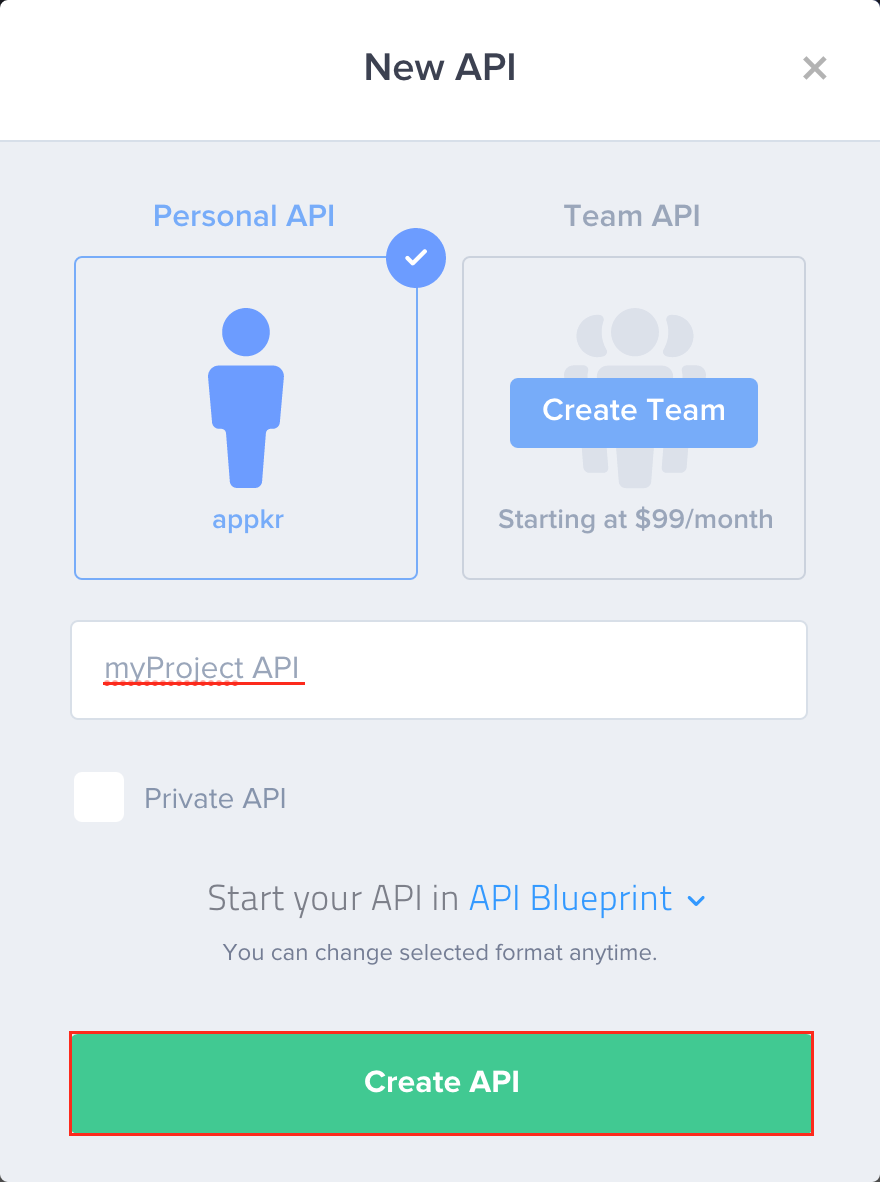 New API
Personal API
Team API
Create Team
appkr
Starting at $99/month
myProject API
Private API
Start your API in API Blueprint
You can change selected format anytime.
Create API